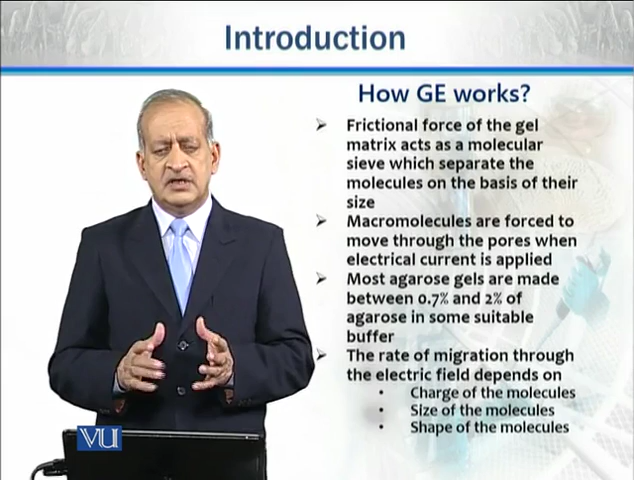 Introduction
How GE works?
➢ Frictional force of the gel
matrix acts as a molecular
sieve which separate the
molecules on the basis of their
size
➢ Macromolecules are forced to
move through the pores when
electrical current is applied
➢ Most agarose gels are made
between 0.7% and 2% of
agarose in some suitable
buffer
➢ The rate of migration through
the electric field depends on
• Charge of the molecules
• Size of the molecules
• Shape of the molecules
VU